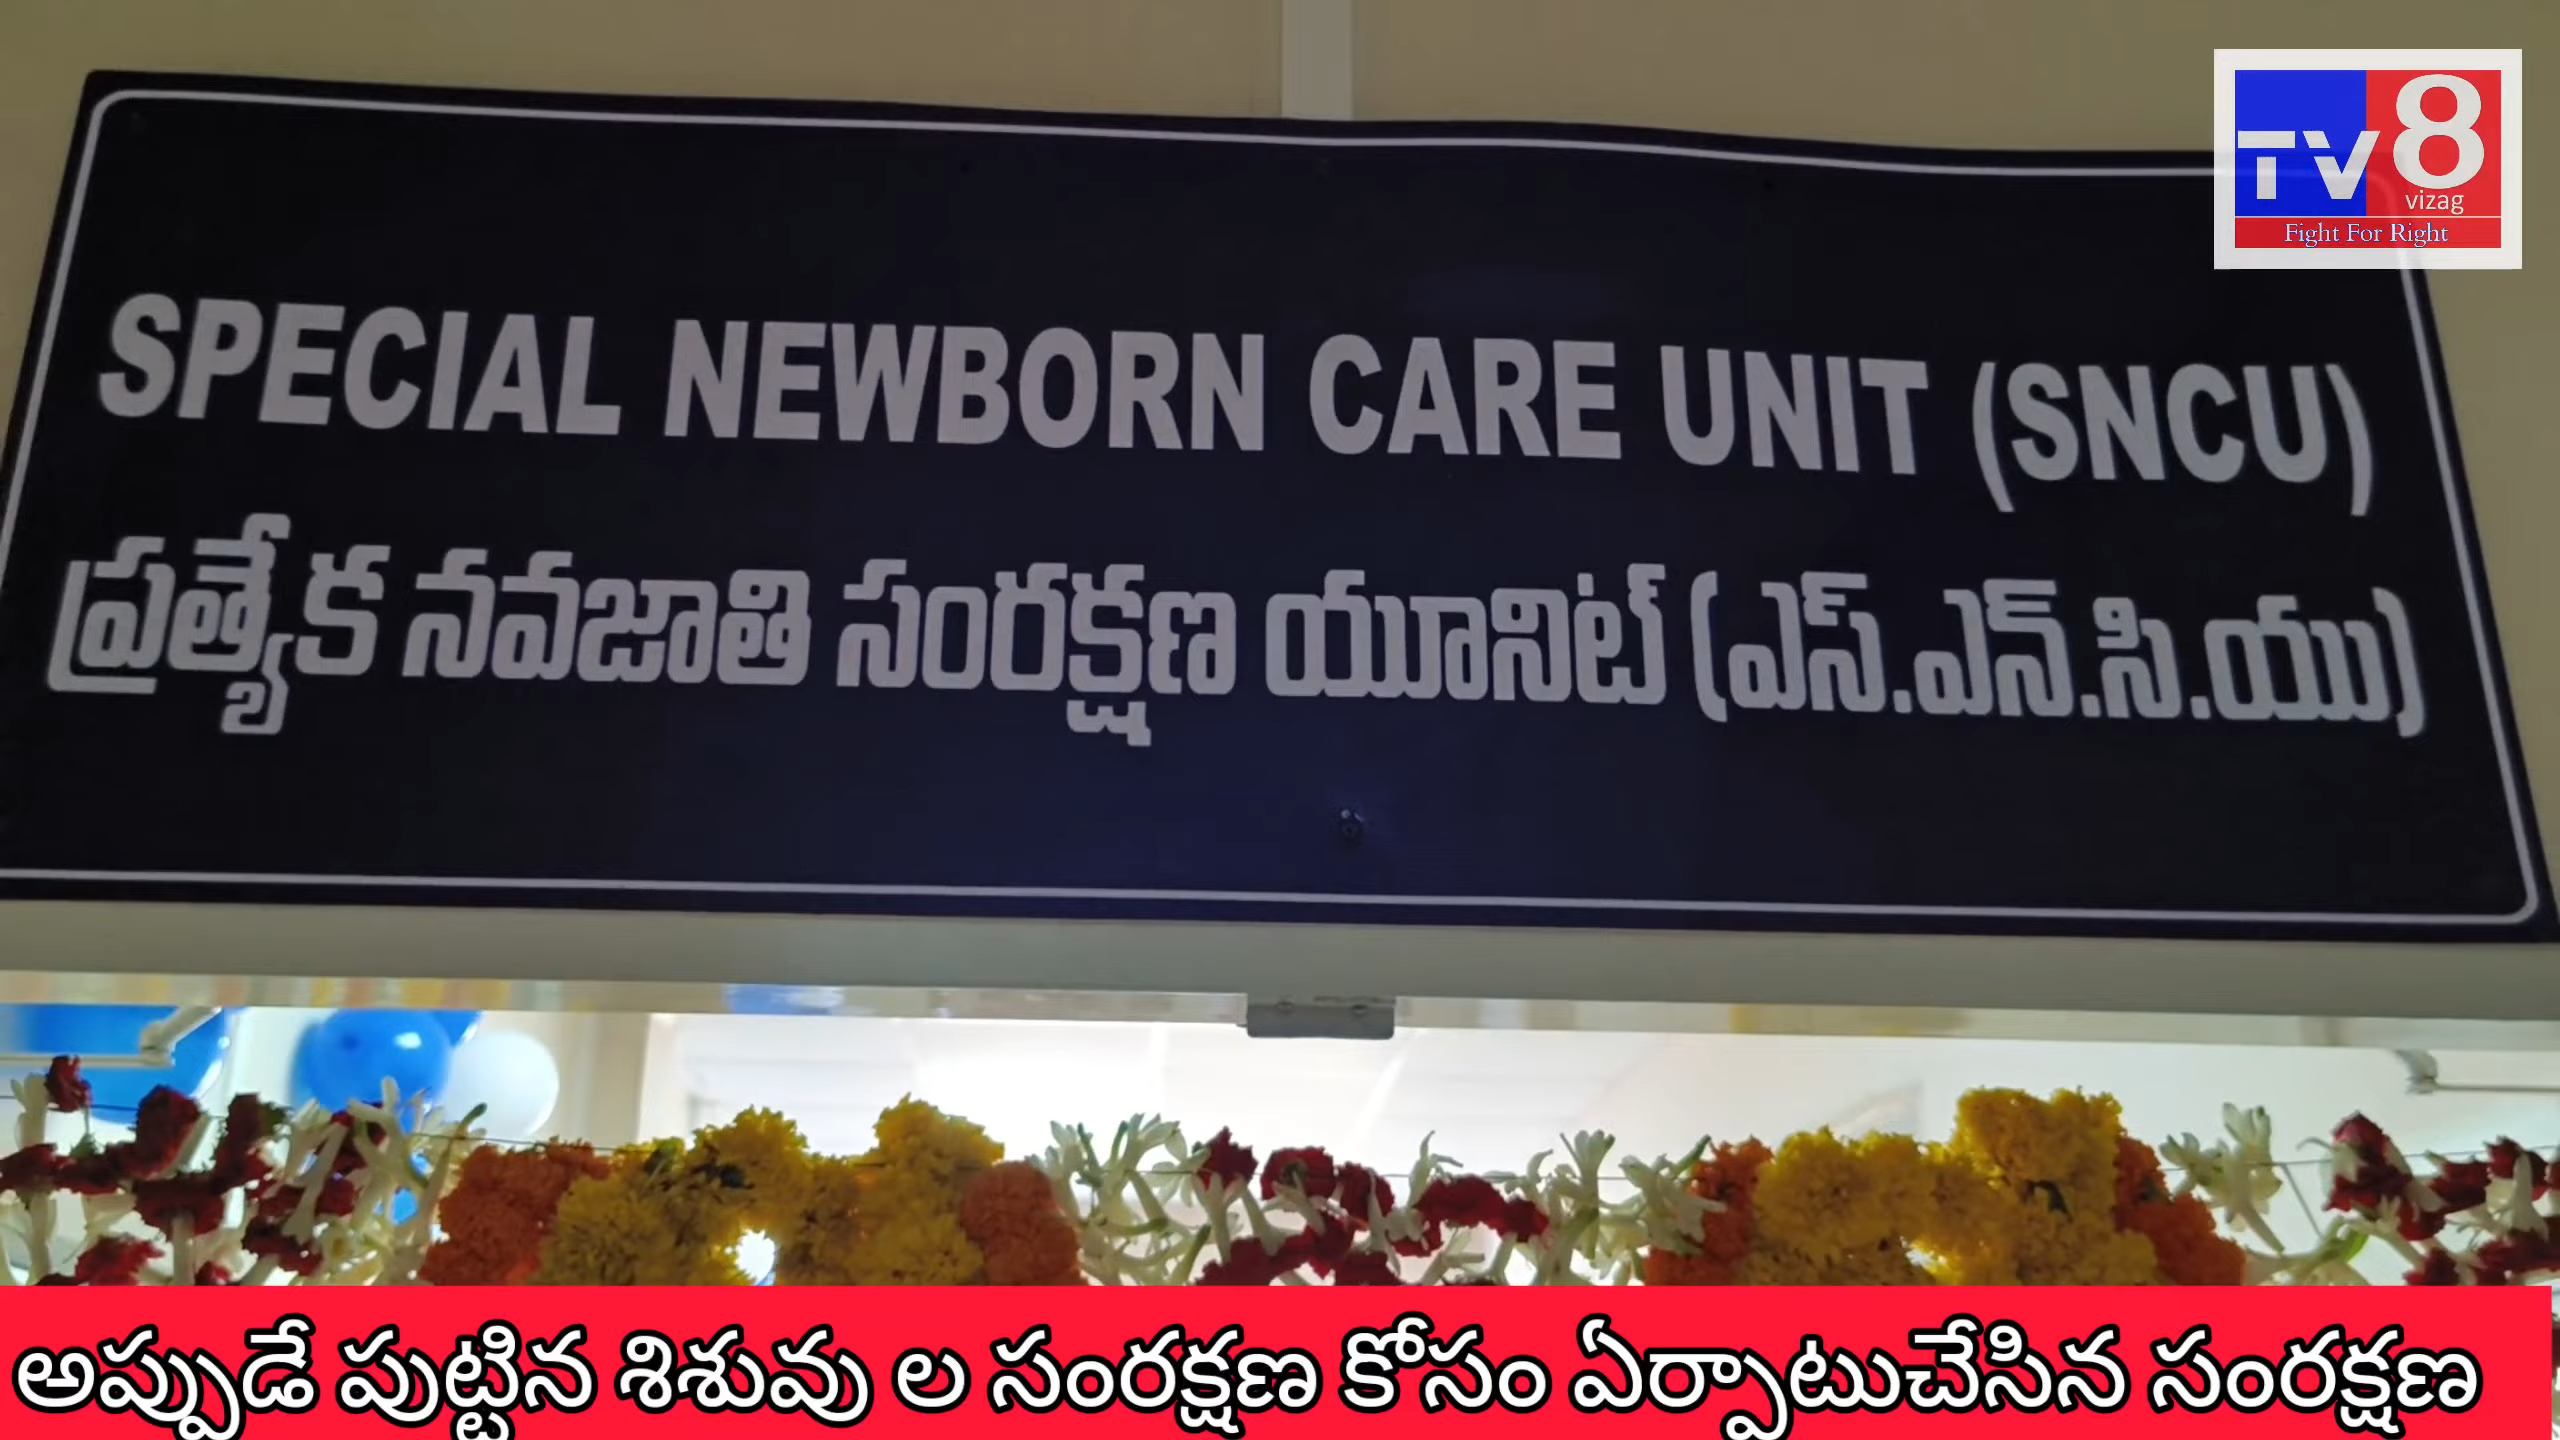 TV8
vizag
Fight For Right
SPECIAL NEWBORN CARE UNIT (SNCU)
ప్రత్యేక నవజాతి సంరక్షణ యూనిట్ (ఎస్.ఎన్.సి.యు)
అప్పుడే పుట్టిన శిశువు ల సంరక్షణ కోసం ఏర్పాటుచేసిన సంరక్షణ